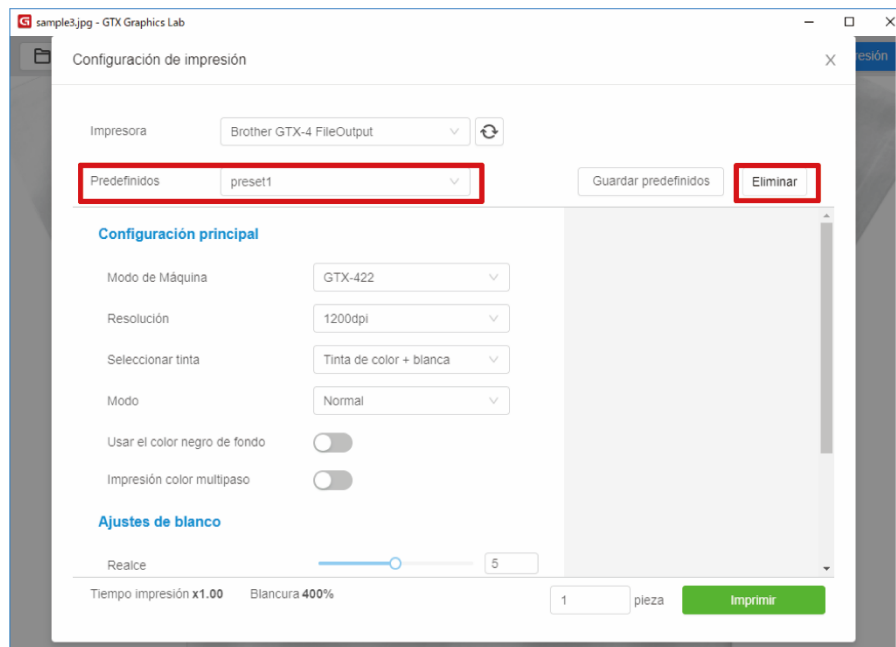 sample3.jpg - GTX Graphics Lab
Configuración de impresión
resión
Impresora Brother GTX-4 FileOutput
Predefinidos preset1 Guardar predefinidos Eliminar
Configuración principal
Modo de Máquina GTX-422
Resolución 1200dpi
Seleccionar tinta Tinta de color + blanca
Modo Normal
Usar el color negro de fondo
Impresión color multipaso
Ajustes de blanco
Realce 5
Tiempo impresión x1.00 Blancura 400% 1 pieza Imprimir